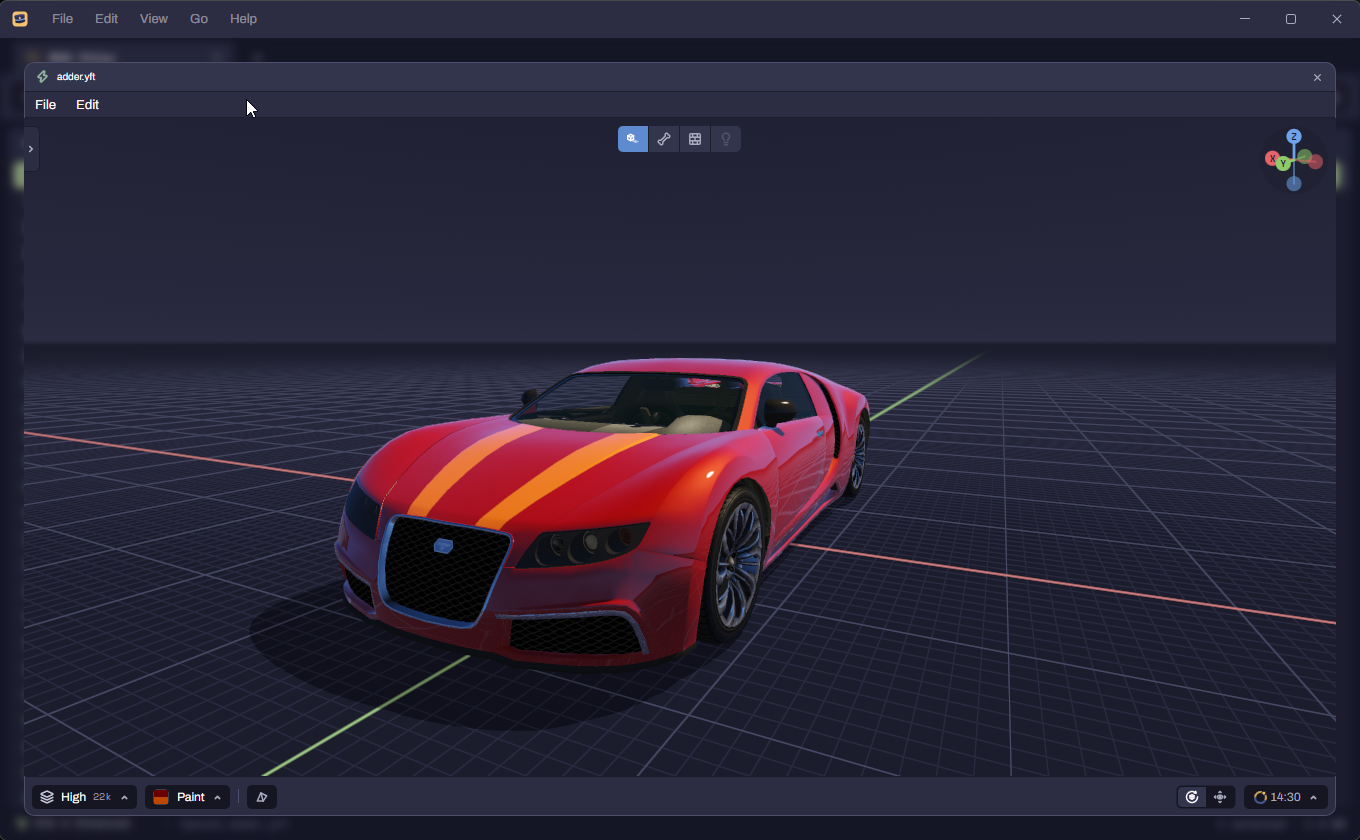 File Edit View Go Help
adder.yft
File Edit
Z
X
Y
High 22k
Paint
14:30